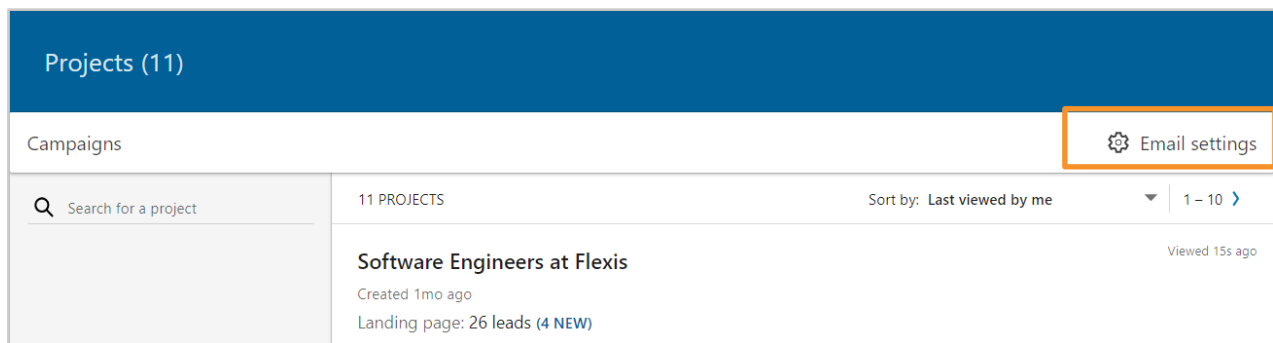 Projects (11)
Campaigns
Email settings
Search for a project
11 PROJECTS
Sort by: Last viewed by me
1 – 10
Software Engineers at Flexis
Viewed 15s ago
Created 1mo ago
Landing page: 26 leads (4 NEW)